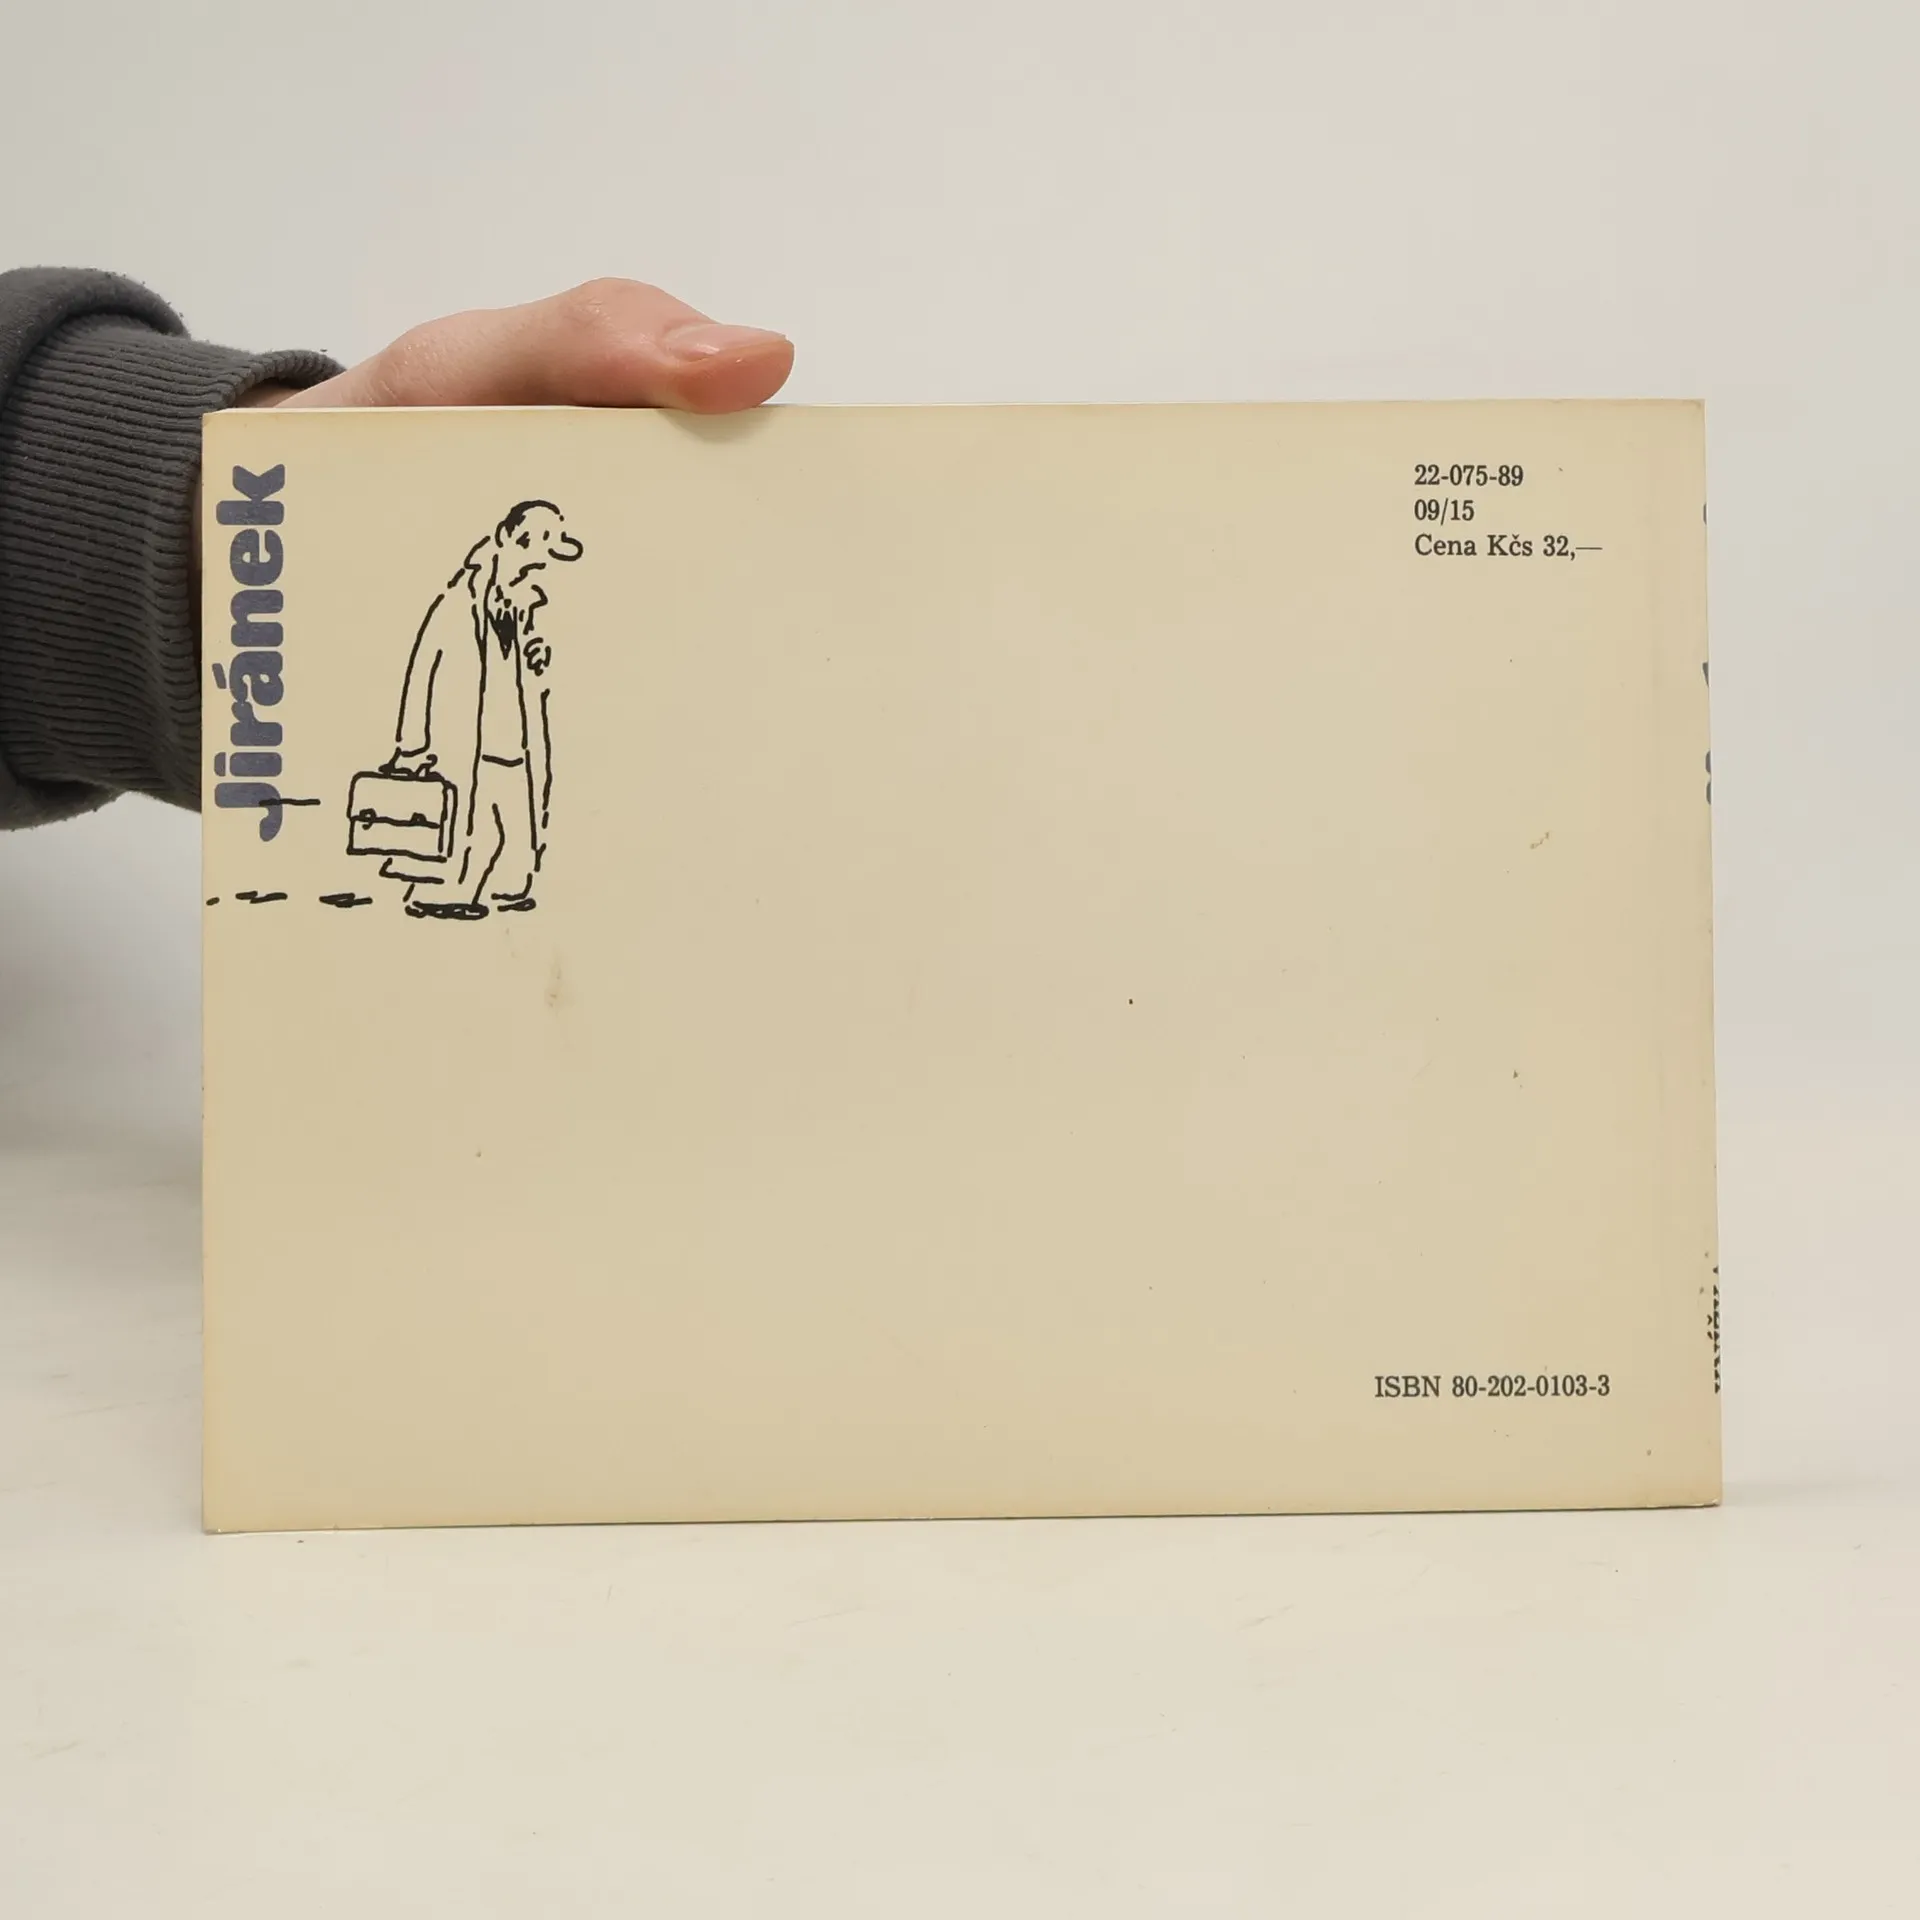 Jiránek
22-075-89
09/15
Cena Kčs 32,—
ISBN 80-202-0103-3